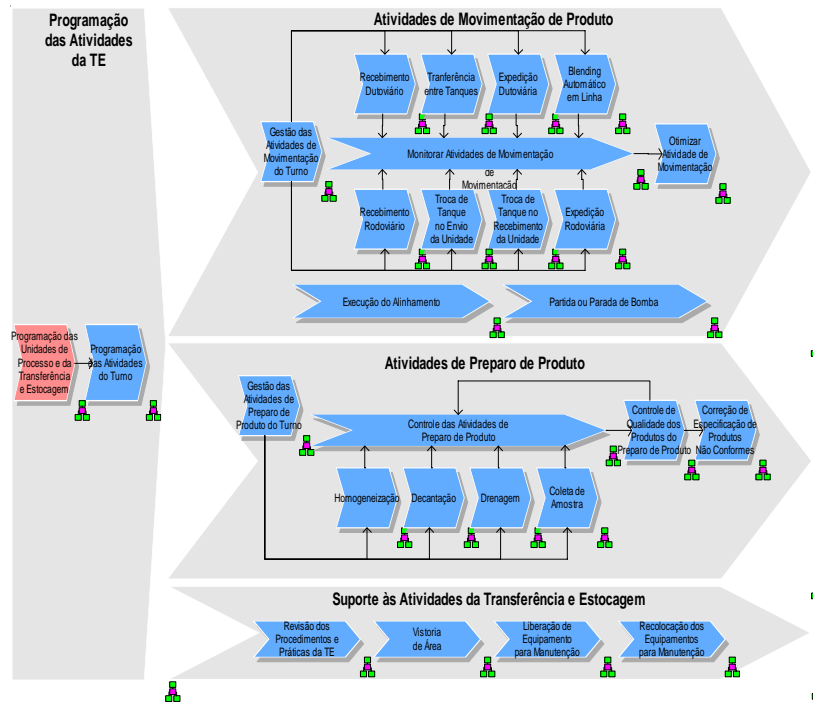 Programação
das Atividades
da TE
Programação das
Unidades de
Processo e da
Transferência
e Estocagem
Programação
das Atividades
do Turno
Atividades de Movimentação de Produto
Recebimento
Dutoviário
Tranferência
entre Tanques
Expedição
Dutoviária
Blending
Automático
em Linha
Gestão das
Atividades de
Movimentação
do Turno
Monitorar Atividades de Movimentação
de
Movimentação
Otimizar
Atividade de
Movimentação
Recebimento
Rodoviário
Troca de
Tanque
no Envio
da Unidade
Troca de
Tanque no
Recebimento
da Unidade
Expedição
Rodoviária
Execução do Alinhamento
Partida ou Parada de Bomba
Atividades de Preparo de Produto
Gestão das
Atividades de
Preparo de
Produto do Turno
Controle das Atividades de
Preparo de Produto
Controle de
Qualidade dos
Produtos do
Preparo de Produto
Correção de
Especificação de
Produtos
Não Conformes
Homogeneização
Decantação
Drenagem
Coleta de
Amostra
Suporte às Atividades da Transferência e Estocagem
Revisão dos
Procedimentos e
Práticas da TE
Vistoria
de Área
Liberação de
Equipamento
para Manutenção
Recolocação dos
Equipamentos
para Manutenção